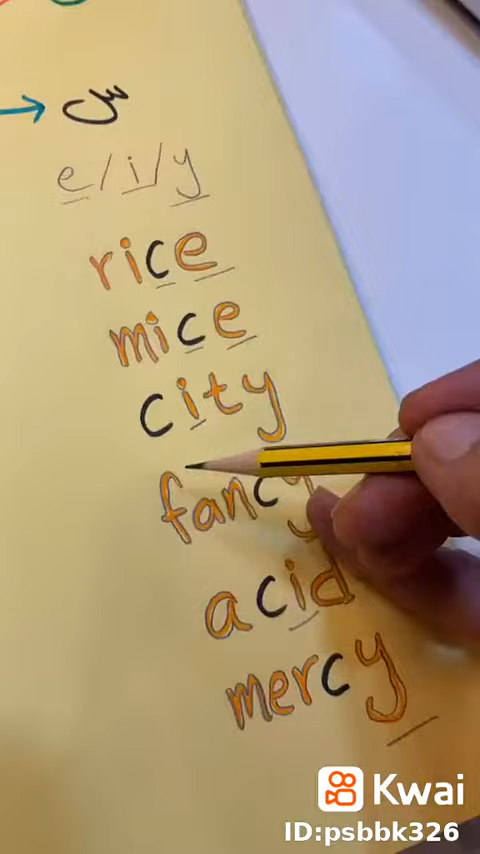 س
e/i/y
rice
mice
city
fancy
acid
mercy
Kwai
ID:psbbk326